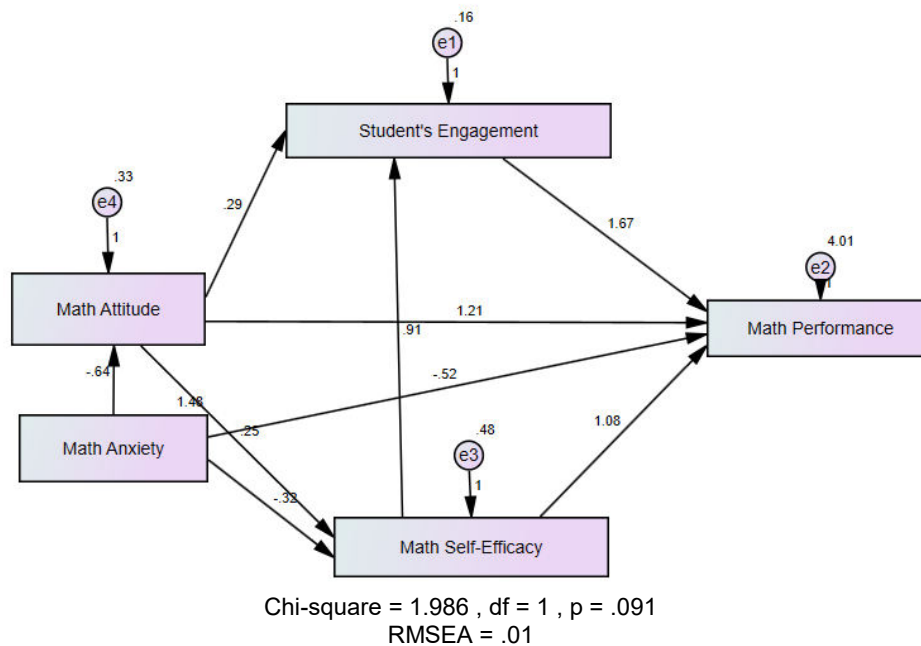 .16
e1
1
Student's Engagement
.33
e4
.29
1
1.67
4.01
e2
1
Math Attitude
1.21
Math Performance
.91
-.64
-.52
1.48
.25
1.08
Math Anxiety
.48
e3
-.32
1
Math Self-Efficacy
Chi-square = 1.986 , df = 1 , p = .091
RMSEA = .01